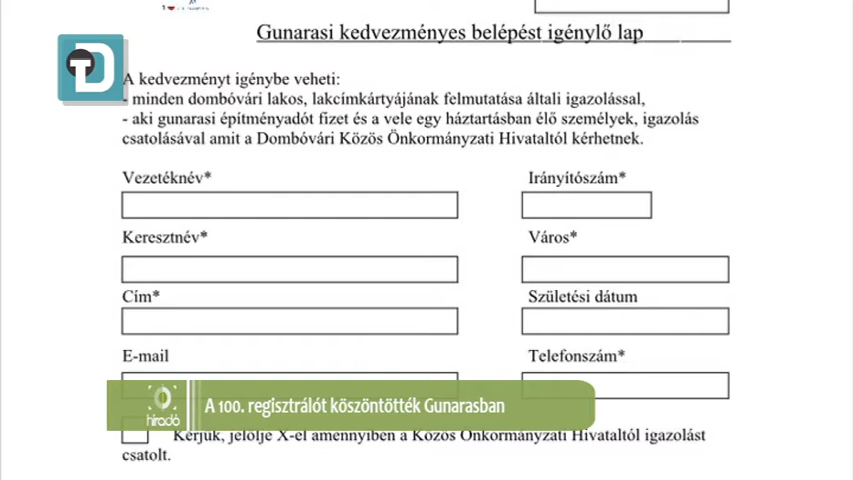 Gunarasi kedvezményes belépést igénylő lap
TD
A kedvezményt igénybe veheti:
- minden dombóvári lakos, lakcímkártyájának felmutatása általi igazolással,
- aki gunarasi építményadót fizet és a vele egy háztartásban élő személyek, igazolás
csatolásával amit a Dombóvári Közös Önkormányzati Hivataltól kérhetnek.
Vezetéknév* Irányítószám*
Keresztnév* Város*
Cím* Születési dátum
E-mail Telefonszám*
híradó A 100. regisztrálót köszöntötték Gunarasban
Kérjük, jelölje X-el amennyiben a Közös Önkormányzati Hivataltól igazolást
csatolt.